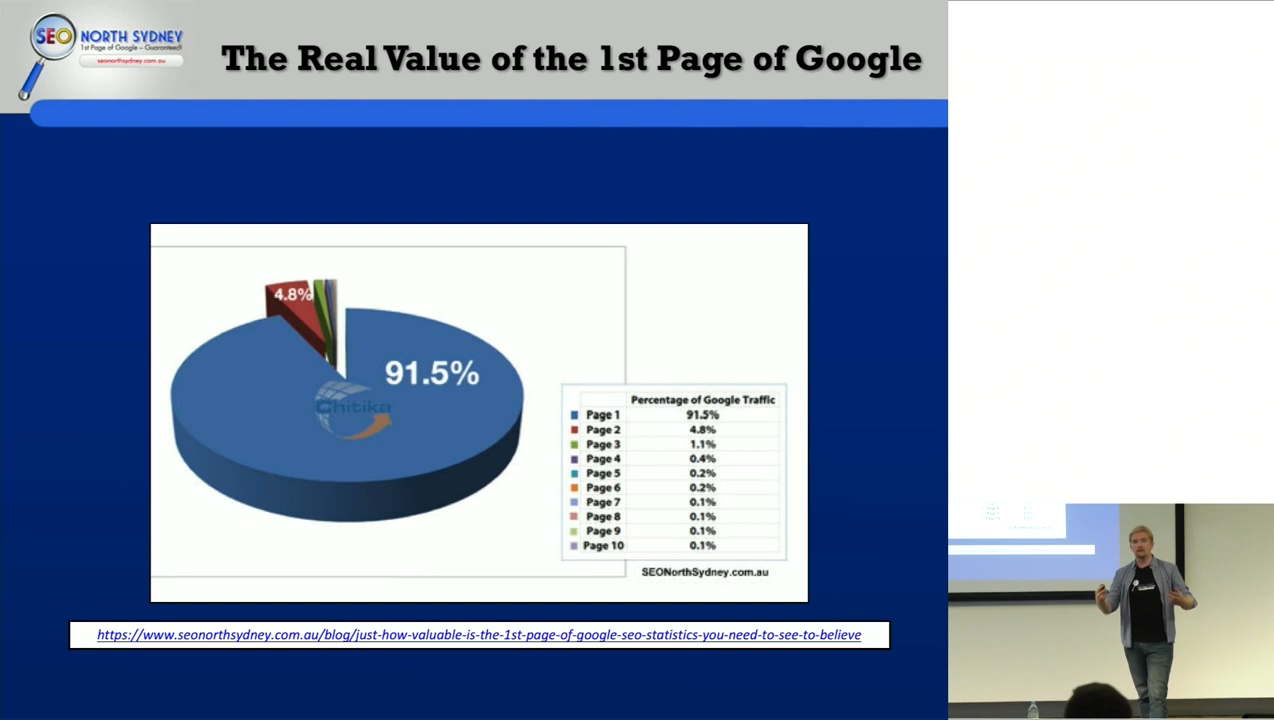 SEO NORTH SYDNEY
1st Page of Google – Guaranteed!
seonorthsydney.com.au
The Real Value of the 1st Page of Google
4.8%
91.5%
Chitika
Percentage of Google Traffic
Page 1 91.5%
Page 2 4.8%
Page 3 1.1%
Page 4 0.4%
Page 5 0.2%
Page 6 0.2%
Page 7 0.1%
Page 8 0.1%
Page 9 0.1%
Page 10 0.1%
SEONorthSydney.com.au
https://www.seonorthsydney.com.au/blog/just-how-valuable-is-the-1st-page-of-google-seo-statistics-you-need-to-see-to-believe